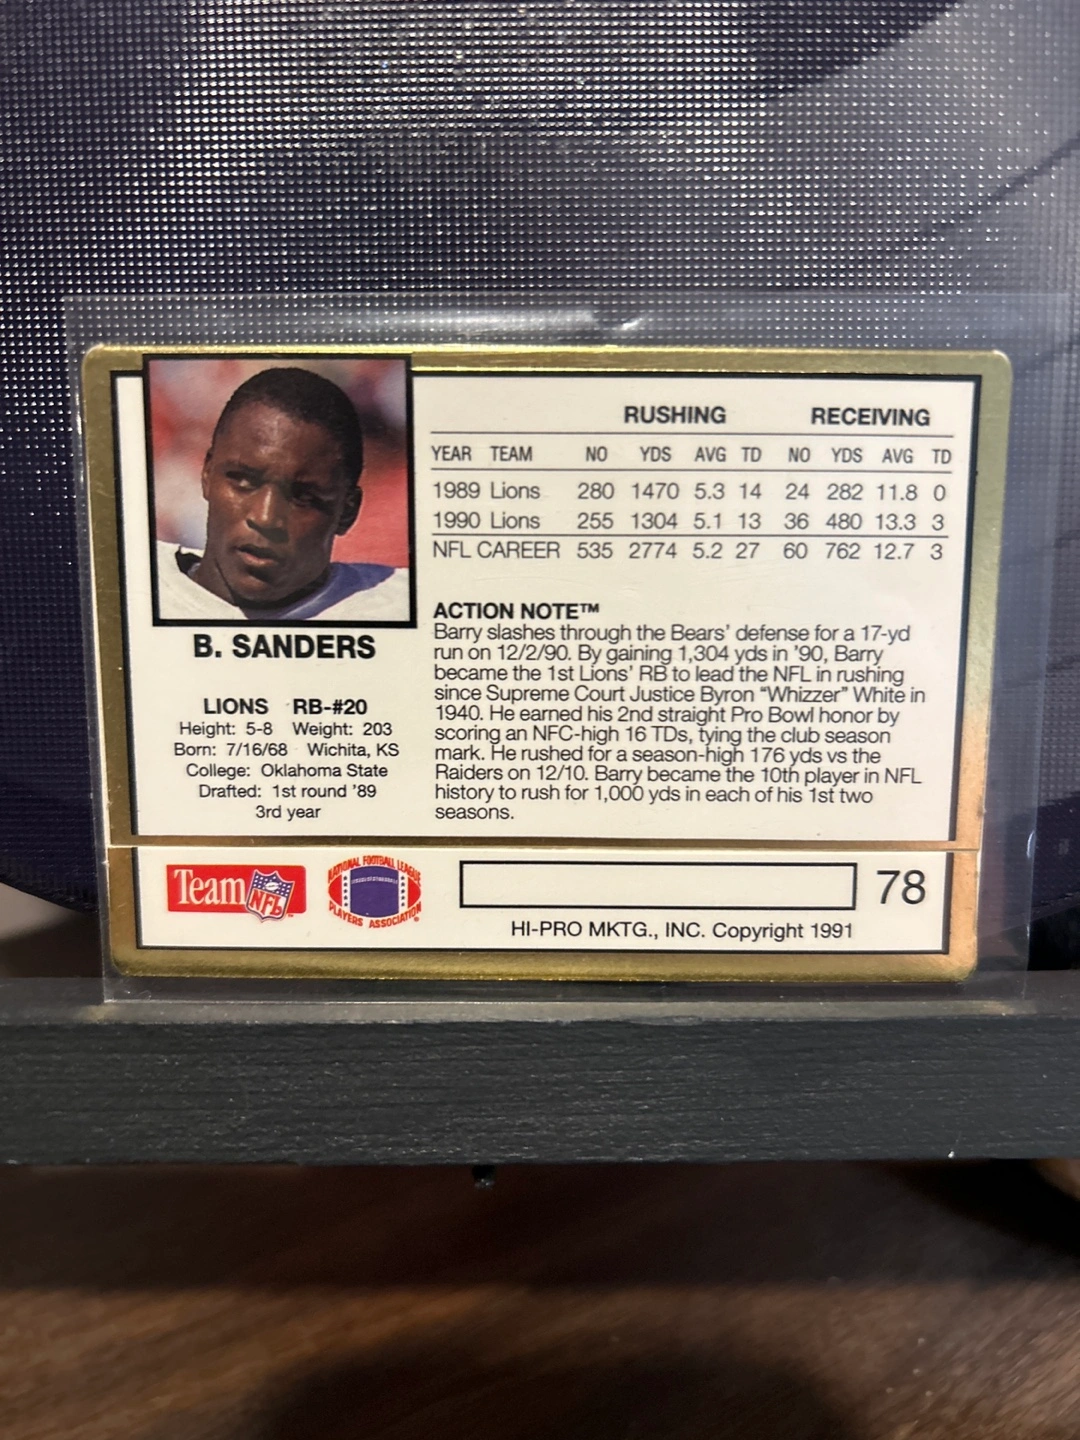 RUSHING RECEIVING
YEAR TEAM NO YDS AVG TD NO YDS AVG TD
1989 Lions 280 1470 5.3 14 24 282 11.8 0
1990 Lions 255 1304 5.1 13 36 480 13.3 3
NFL CAREER 535 2774 5.2 27 60 762 12.7 3
B. SANDERS
LIONS RB-#20
Height: 5-8 Weight: 203
Born: 7/16/68 Wichita, KS
College: Oklahoma State
Drafted: 1st round '89
3rd year
ACTION NOTE™
Barry slashes through the Bears' defense for a 17-yd
run on 12/2/90. By gaining 1,304 yds in '90, Barry
became the 1st Lions' RB to lead the NFL in rushing
since Supreme Court Justice Byron "Whizzer" White in
1940. He earned his 2nd straight Pro Bowl honor by
scoring an NFC-high 16 TDs, tying the club season
mark. He rushed for a season-high 176 yds vs the
Raiders on 12/10. Barry became the 10th player in NFL
history to rush for 1,000 yds in each of his 1st two
seasons.
Team NFL
NATIONAL FOOTBALL LEAGUE
PLAYERS ASSOCIATION
78
HI-PRO MKTG., INC. Copyright 1991